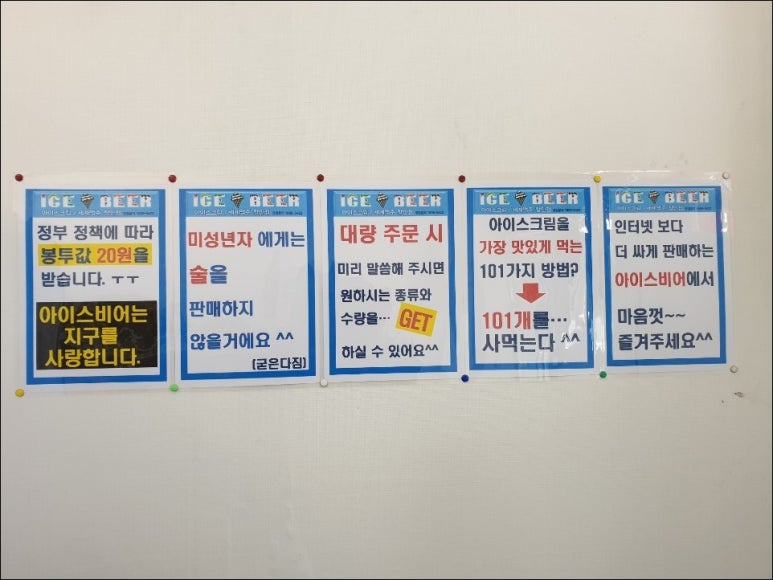 ICE BEER
정부 정책에 따라
봉투값 20원을
받습니다. ㅜㅜ
아이스비어는
지구를
사랑합니다.
ICE BEER
미성년자 에게는
술을
판매하지
않을거에요 ^^
(굳은다짐)
ICE BEER
대량 주문 시
미리 말씀해 주시면
원하시는 종류와
수량을… GET
하실 수 있어요^^
ICE BEER
아이스크림을
가장 맛있게 먹는
101가지 방법?
101개를…
사먹는다 ^^
ICE BEER
인터넷 보다
더 싸게 판매하는
아이스비어에서
마음껏~~
즐겨주세요^^